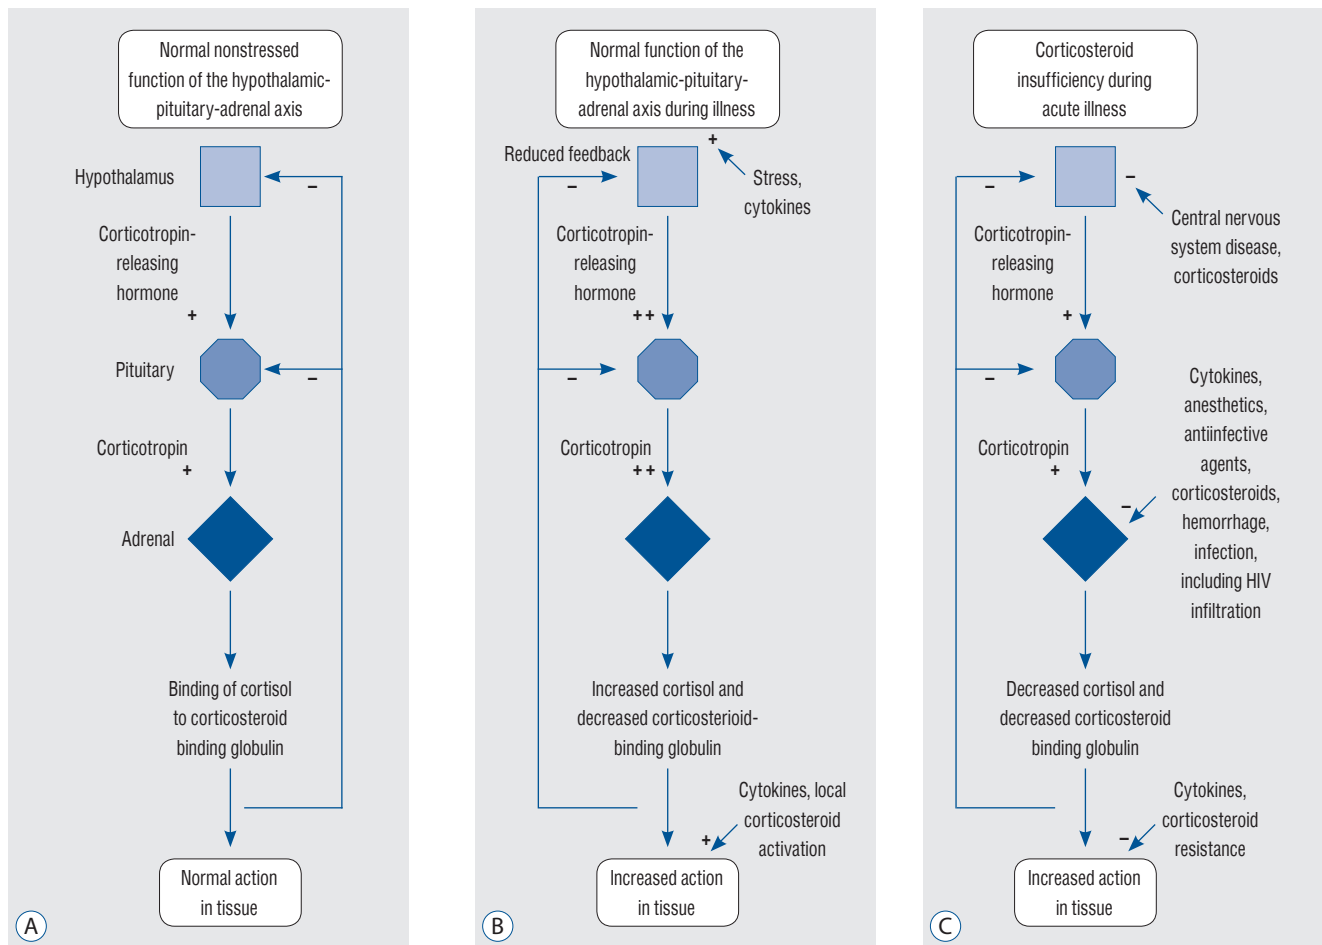 Normal nonstressed
function of the hypothalamic-
pituitary-adrenal axis
Hypothalamus
−
Corticotropin-
releasing
hormone
+
Pituitary
−
Corticotropin
+
Adrenal
Binding of cortisol
to corticosteroid
binding globulin
Normal action
in tissue
A
Normal function of the
hypothalamic-pituitary-
adrenal axis during illness
+
Reduced feedback
−
Stress,
cytokines
Corticotropin-
releasing
hormone
++
−
Corticotropin
++
Increased cortisol and
decreased corticosterioid-
binding globulin
Cytokines, local
corticosteroid
activation
+
Increased action
in tissue
B
Corticosteroid
insufficiency during
acute illness
−
−
Central nervous
system disease,
corticosteroids
Corticotropin-
releasing
hormone
+
−
Corticotropin
+
Cytokines,
anesthetics,
antiinfective
agents,
corticosteroids,
hemorrhage,
infection,
including HIV
infiltration
−
Decreased cortisol and
decreased corticosteroid
binding globulin
Cytokines,
corticosteroid
resistance
−
Increased action
in tissue
C